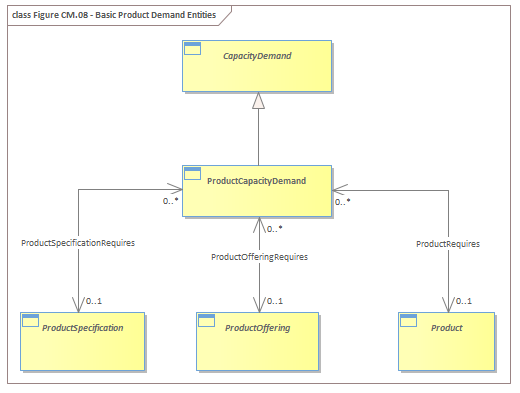 class Figure CM.08 - Basic Product Demand Entities
CapacityDemand
ProductCapacityDemand
0..*
0..*
0..*
ProductSpecificationRequires
ProductOfferingRequires
ProductRequires
0..1
0..1
0..1
ProductSpecification
ProductOffering
Product